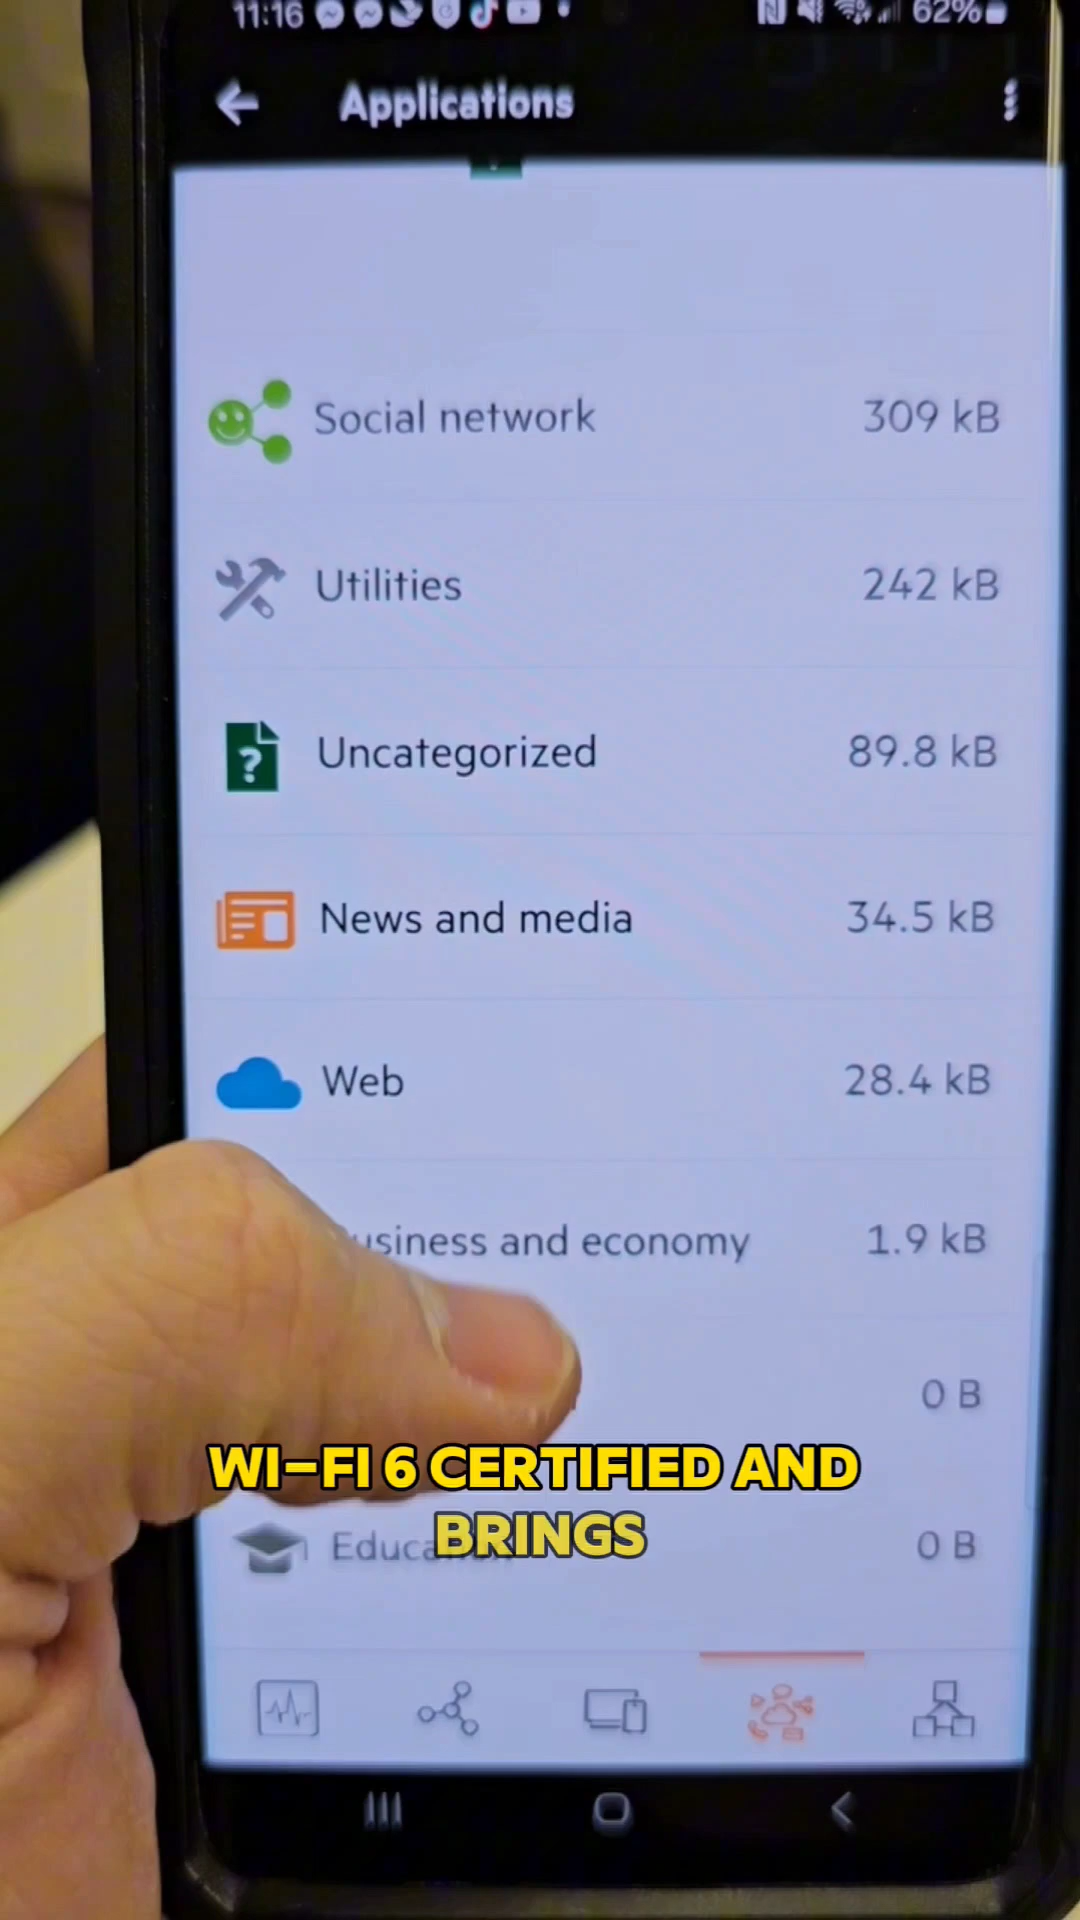 11:16
62%
Applications
Social network 309 kB
Utilities 242 kB
?
Uncategorized 89.8 kB
News and media 34.5 kB
Web 28.4 kB
usiness and economy 1.9 kB
0 B
WI-FI 6 CERTIFIED AND
BRINGS
0 B